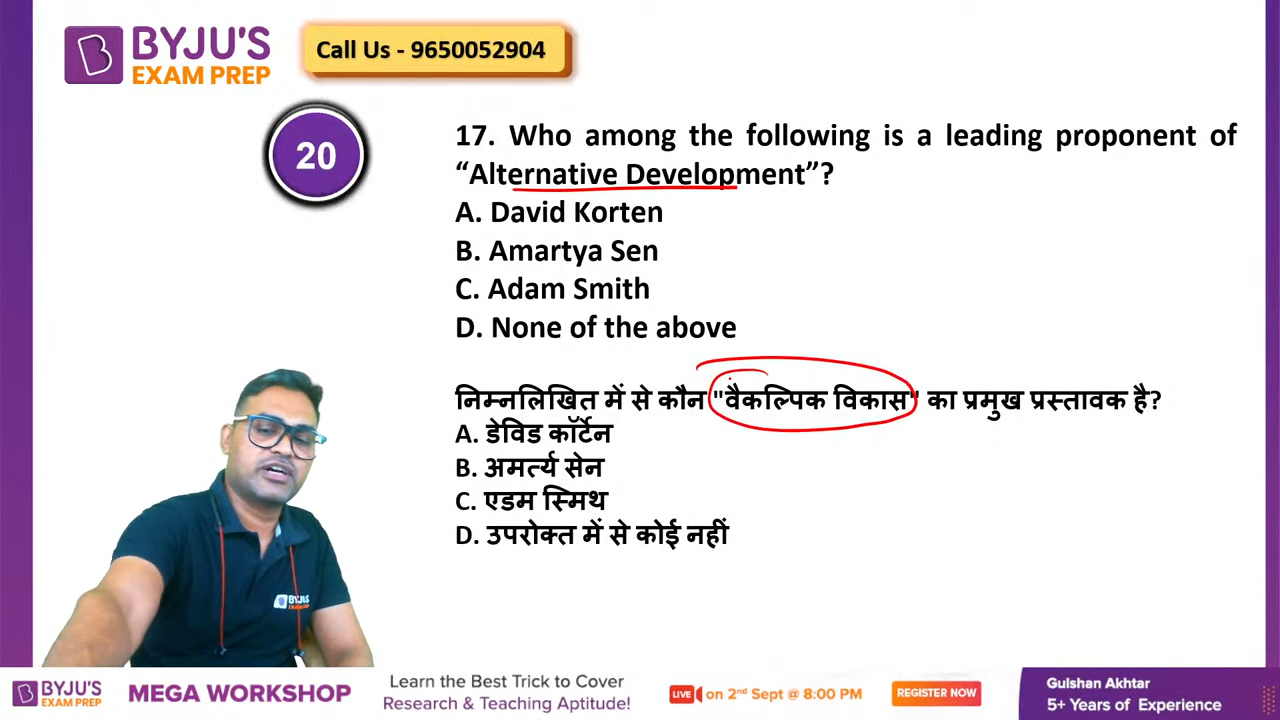 BYJU'S
EXAM PREP
Call Us - 9650052904
20
17. Who among the following is a leading proponent of
“Alternative Development”?
A. David Korten
B. Amartya Sen
C. Adam Smith
D. None of the above
निम्नलिखित में से कौन "वैकल्पिक विकास" का प्रमुख प्रस्तावक है?
A. डेविड कॉर्टेन
B. अमर्त्य सेन
C. एडम स्मिथ
D. उपरोक्त में से कोई नहीं
BYJU'S
EXAM PREP
BYJU'S
EXAM PREP
MEGA WORKSHOP
Learn the Best Trick to Cover
Research & Teaching Aptitude!
LIVE on 2nd Sept @ 8:00 PM
REGISTER NOW
Gulshan Akhtar
5+ Years of Experience